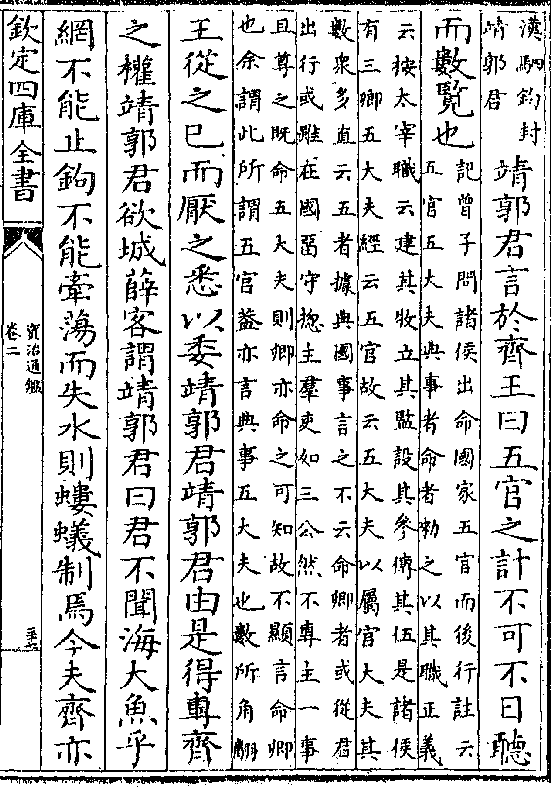 漢駟鈞封
靖郭君
靖郭君言於齊王曰五官之計不可不日聽
而數覽也
記曾子問諸侯出命國家五官而後行註云
五官五大夫典事者命者勑之以其職正義
云按太宰職云建其牧立其監設其參傅其伍是諸侯
有三卿五大夫經云五官故云五大夫以屬官大夫其
數衆多直云五者據典國事言之不云命卿者或從君
出行或雖在國留守揔主羣吏如三公然不專主一事
且尊之既命五大夫則卿亦命之可知故不顯言命卿
也余謂此所謂五官蓋亦言典事五大夫也數所角翻
王從之已而厭之悉以委靖郭君靖郭君由是得專齊
之權靖郭君欲城薛客謂靖郭君曰君不聞海大魚乎
網不能止鉤不能牽蕩而失水則螻蟻制焉今夫齊亦
欽定四庫全書
資治通鑑
卷二